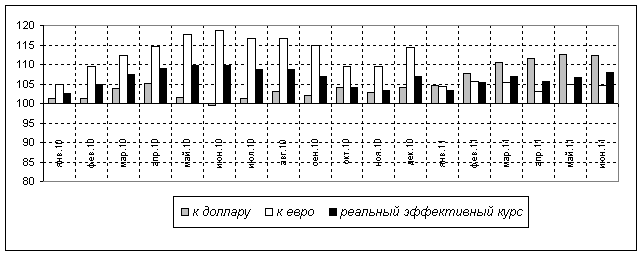 120
115
110
105
100
95
90
85
80
янв.10
фев.10
мар.10
апр.10
май.10
июн.10
июл.10
авг.10
сен.10
окт.10
ноя.10
дек.10
янв.11
фев.11
мар.11
апр.11
май.11
июн.11
к доллару к евро реальный эффективный курс